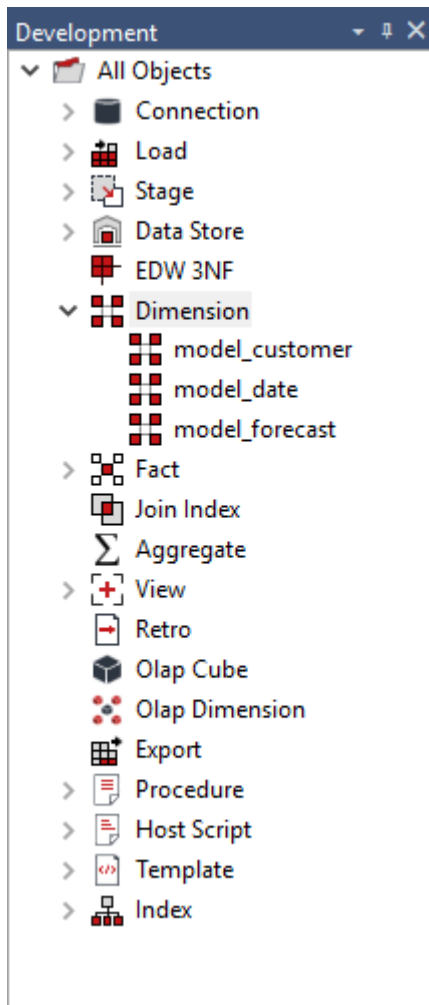 Development
All Objects
Connection
Load
Stage
Data Store
EDW 3NF
Dimension
model_customer
model_date
model_forecast
Fact
Join Index
Aggregate
View
Retro
Olap Cube
Olap Dimension
Export
Procedure
Host Script
Template
Index